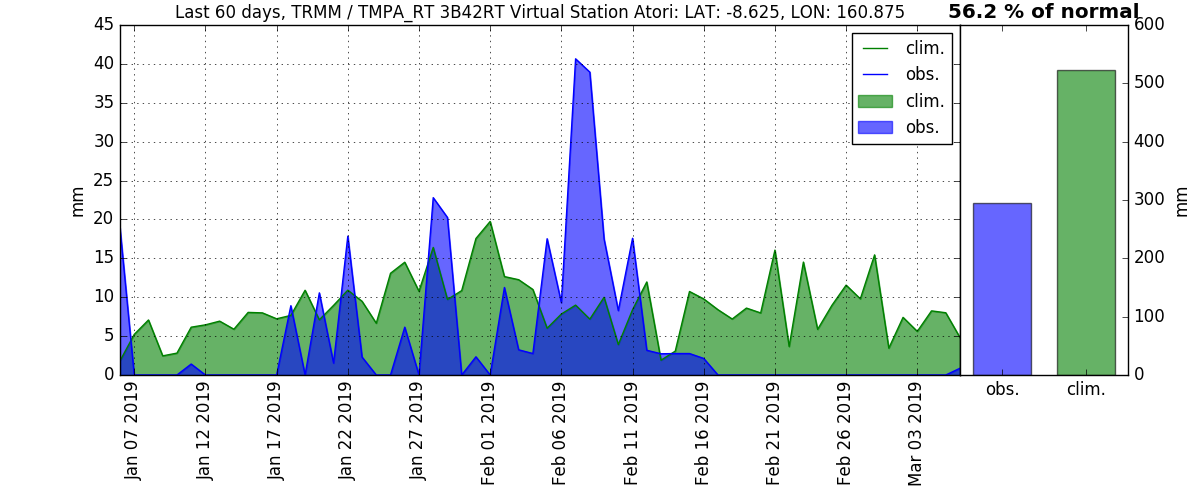 Last 60 days, TRMM / TMPA_RT 3B42RT Virtual Station Atori: LAT: -8.625, LON: 160.875
56.2 % of normal
45
40
35
30
25
20
15
10
5
0
mm
clim.
obs.
clim.
obs.
600
500
400
300
200
100
0
mm
Jan 07 2019
Jan 12 2019
Jan 17 2019
Jan 22 2019
Jan 27 2019
Feb 01 2019
Feb 06 2019
Feb 11 2019
Feb 16 2019
Feb 21 2019
Feb 26 2019
Mar 03 2019
obs.
clim.